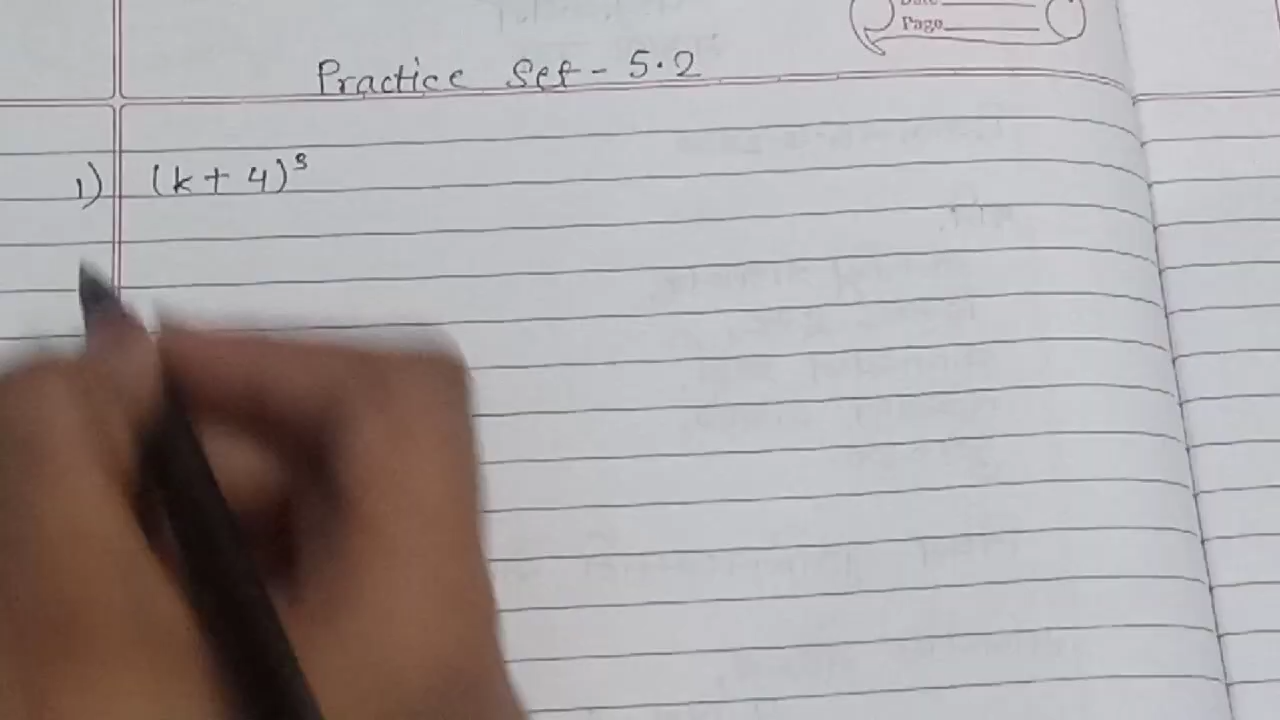 Page
Practice Set - 5.2
1) (k + 4)³